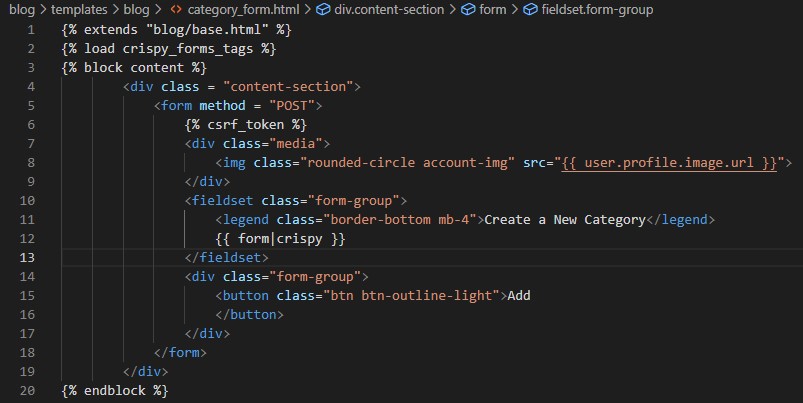 blog > templates > blog > <> category_form.html > div.content-section > form > fieldset.form-group
1 {% extends "blog/base.html" %}
2 {% load crispy_forms_tags %}
3 {% block content %}
4 <div class = "content-section">
5 <form method = "POST">
6 {% csrf_token %}
7 <div class="media">
8 <img class="rounded-circle account-img" src="{{ user.profile.image.url }}">
9 </div>
10 <fieldset class="form-group">
11 <legend class="border-bottom mb-4">Create a New Category</legend>
12 {{ form|crispy }}
13 </fieldset>
14 <div class="form-group">
15 <button class="btn btn-outline-light">Add
16 </button>
17 </div>
18 </form>
19 </div>
20 {% endblock %}